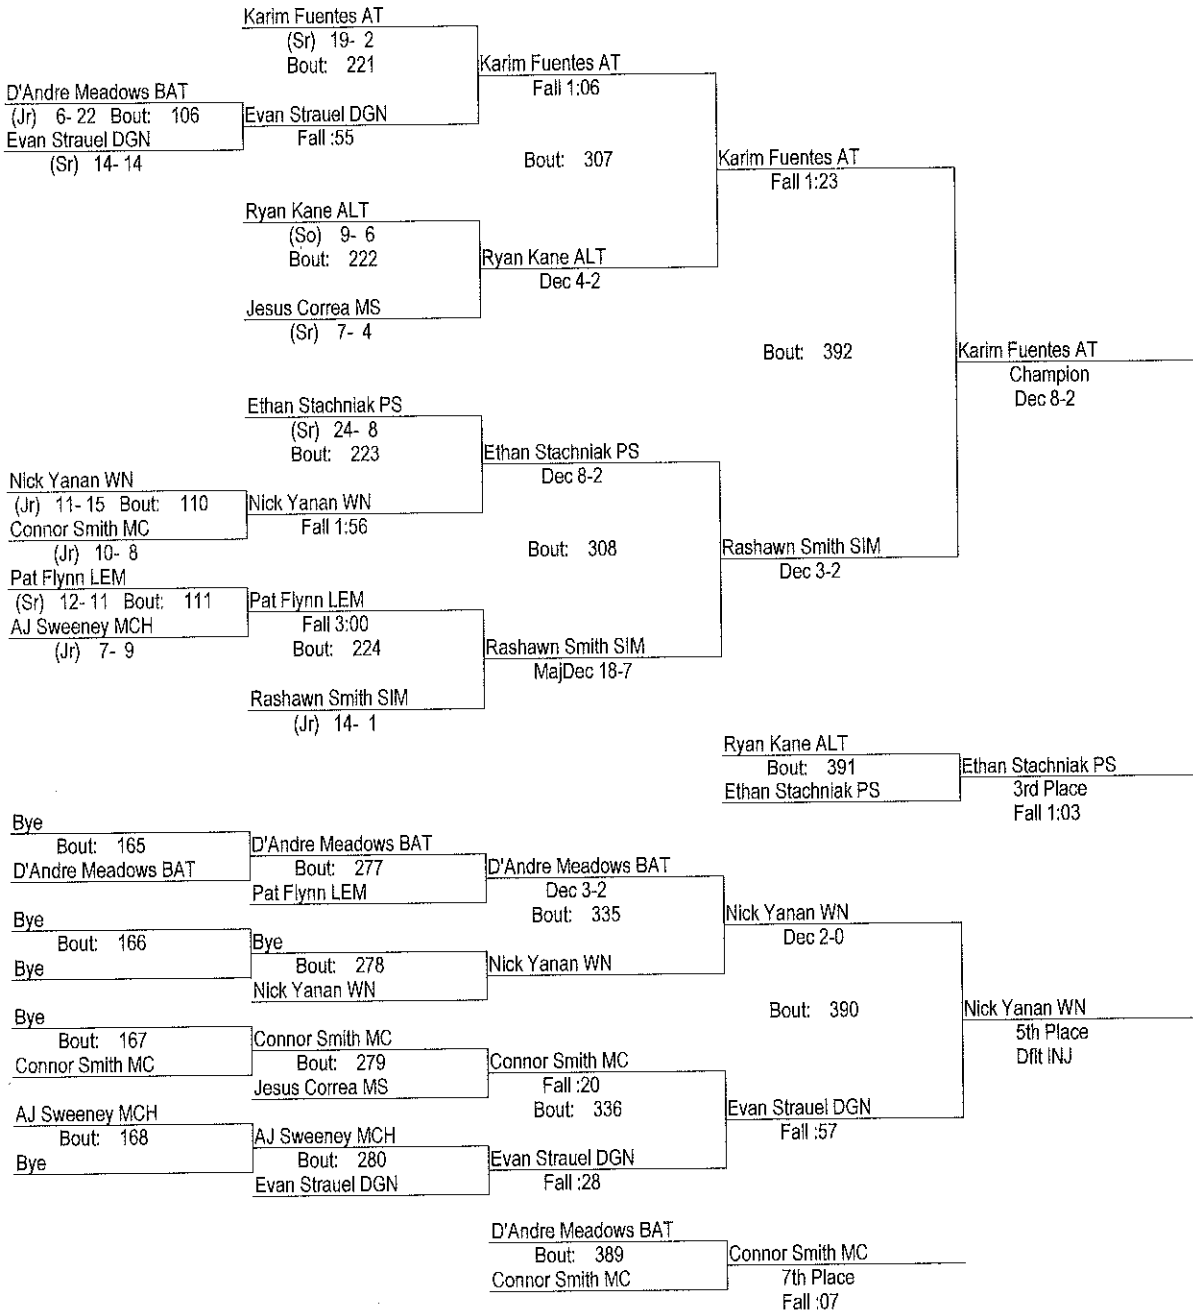 Karim Fuentes AT
(Sr) 19- 2
Bout: 221
Karim Fuentes AT
Fall 1:06
D'Andre Meadows BAT
(Jr) 6- 22 Bout: 106
Evan Strauel DGN
(Sr) 14- 14
Evan Strauel DGN
Fall :55
Bout: 307
Karim Fuentes AT
Fall 1:23
Ryan Kane ALT
(So) 9- 6
Bout: 222
Ryan Kane ALT
Dec 4-2
Jesus Correa MS
(Sr) 7- 4
Bout: 392
Karim Fuentes AT
Champion
Dec 8-2
Ethan Stachniak PS
(Sr) 24- 8
Bout: 223
Ethan Stachniak PS
Dec 8-2
Nick Yanan WN
(Jr) 11- 15 Bout: 110
Connor Smith MC
(Jr) 10- 8
Nick Yanan WN
Fall 1:56
Bout: 308
Rashawn Smith SIM
Dec 3-2
Pat Flynn LEM
(Sr) 12- 11 Bout: 111
AJ Sweeney MCH
(Jr) 7- 9
Pat Flynn LEM
Fall 3:00
Bout: 224
Rashawn Smith SIM
MajDec 18-7
Rashawn Smith SIM
(Jr) 14- 1
Ryan Kane ALT
Bout: 391
Ethan Stachniak PS
Ethan Stachniak PS
3rd Place
Fall 1:03
Bye
Bout: 165
D'Andre Meadows BAT
D'Andre Meadows BAT
Bout: 277
Pat Flynn LEM
D'Andre Meadows BAT
Dec 3-2
Bout: 335
Nick Yanan WN
Dec 2-0
Bye
Bout: 166
Bye
Bye
Bout: 278
Nick Yanan WN
Nick Yanan WN
Bout: 390
Nick Yanan WN
5th Place
Dflt INJ
Bye
Bout: 167
Connor Smith MC
Connor Smith MC
Bout: 279
Jesus Correa MS
Connor Smith MC
Fall :20
Bout: 336
Evan Strauel DGN
Fall :57
AJ Sweeney MCH
Bout: 168
Bye
AJ Sweeney MCH
Bout: 280
Evan Strauel DGN
Evan Strauel DGN
Fall :28
D'Andre Meadows BAT
Bout: 389
Connor Smith MC
Connor Smith MC
7th Place
Fall :07